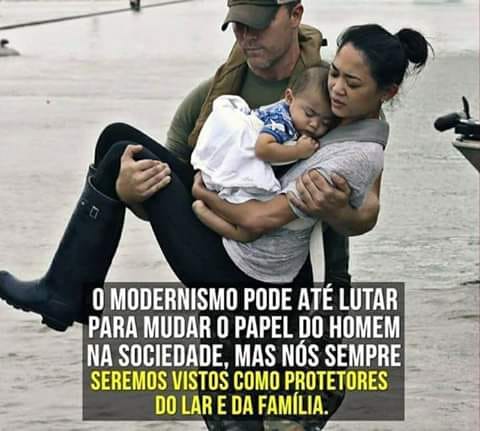 O MODERNISMO PODE ATÉ LUTAR
PARA MUDAR O PAPEL DO HOMEM
NA SOCIEDADE, MAS NÓS SEMPRE
SEREMOS VISTOS COMO PROTETORES
DO LAR E DA FAMÍLIA.